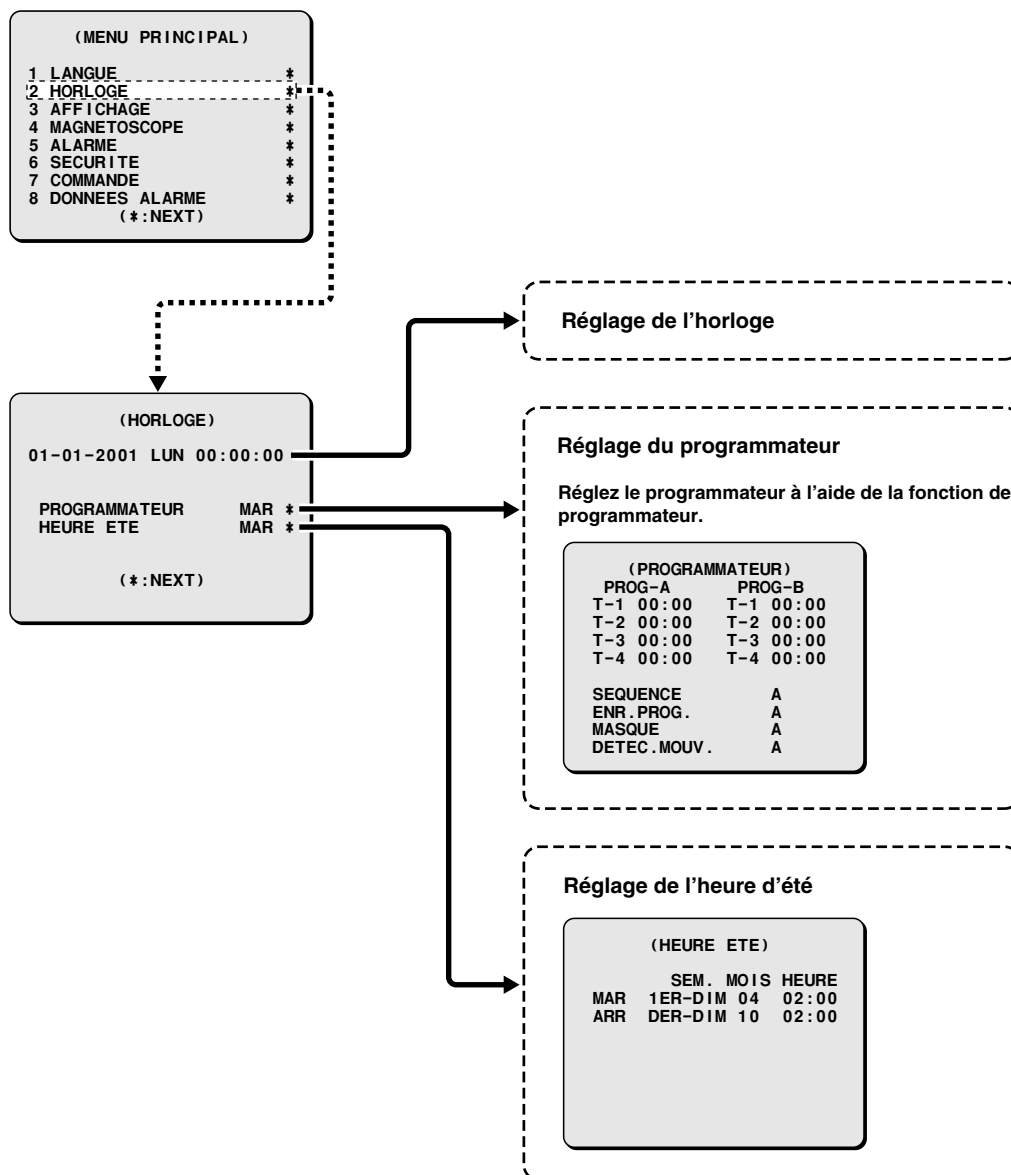 (MENU PRINCIPAL)
1 LANGUE *
2 HORLOGE *
3 AFFICHAGE *
4 MAGNETOSCOPE *
5 ALARME *
6 SECURITE *
7 COMMANDE *
8 DONNEES ALARME *
(*:NEXT)
(HORLOGE)
01-01-2001 LUN 00:00:00
PROGRAMMATEUR MAR *
HEURE ETE MAR *
(*:NEXT)
Réglage de l’horloge
Réglage du programmateur
Réglez le programmateur à l’aide de la fonction de
programmateur.
(PROGRAMMATEUR)
PROG-A PROG-B
T-1 00:00 T-1 00:00
T-2 00:00 T-2 00:00
T-3 00:00 T-3 00:00
T-4 00:00 T-4 00:00
SEQUENCE A
ENR.PROG. A
MASQUE A
DETEC.MOUV. A
Réglage de l’heure d’été
(HEURE ETE)
SEM. MOIS HEURE
MAR 1ER-DIM 04 02:00
ARR DER-DIM 10 02:00